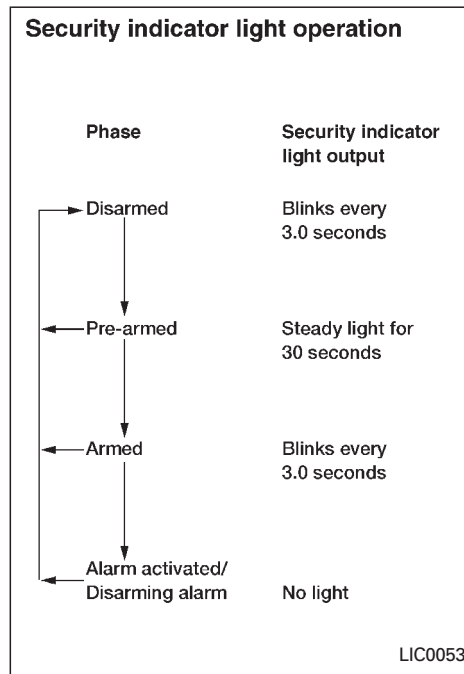 Security indicator light operation
Phase
Security indicator
light output
Disarmed
Blinks every
3.0 seconds
Pre-armed
Steady light for
30 seconds
Armed
Blinks every
3.0 seconds
Alarm activated/
Disarming alarm
No light
LIC0053